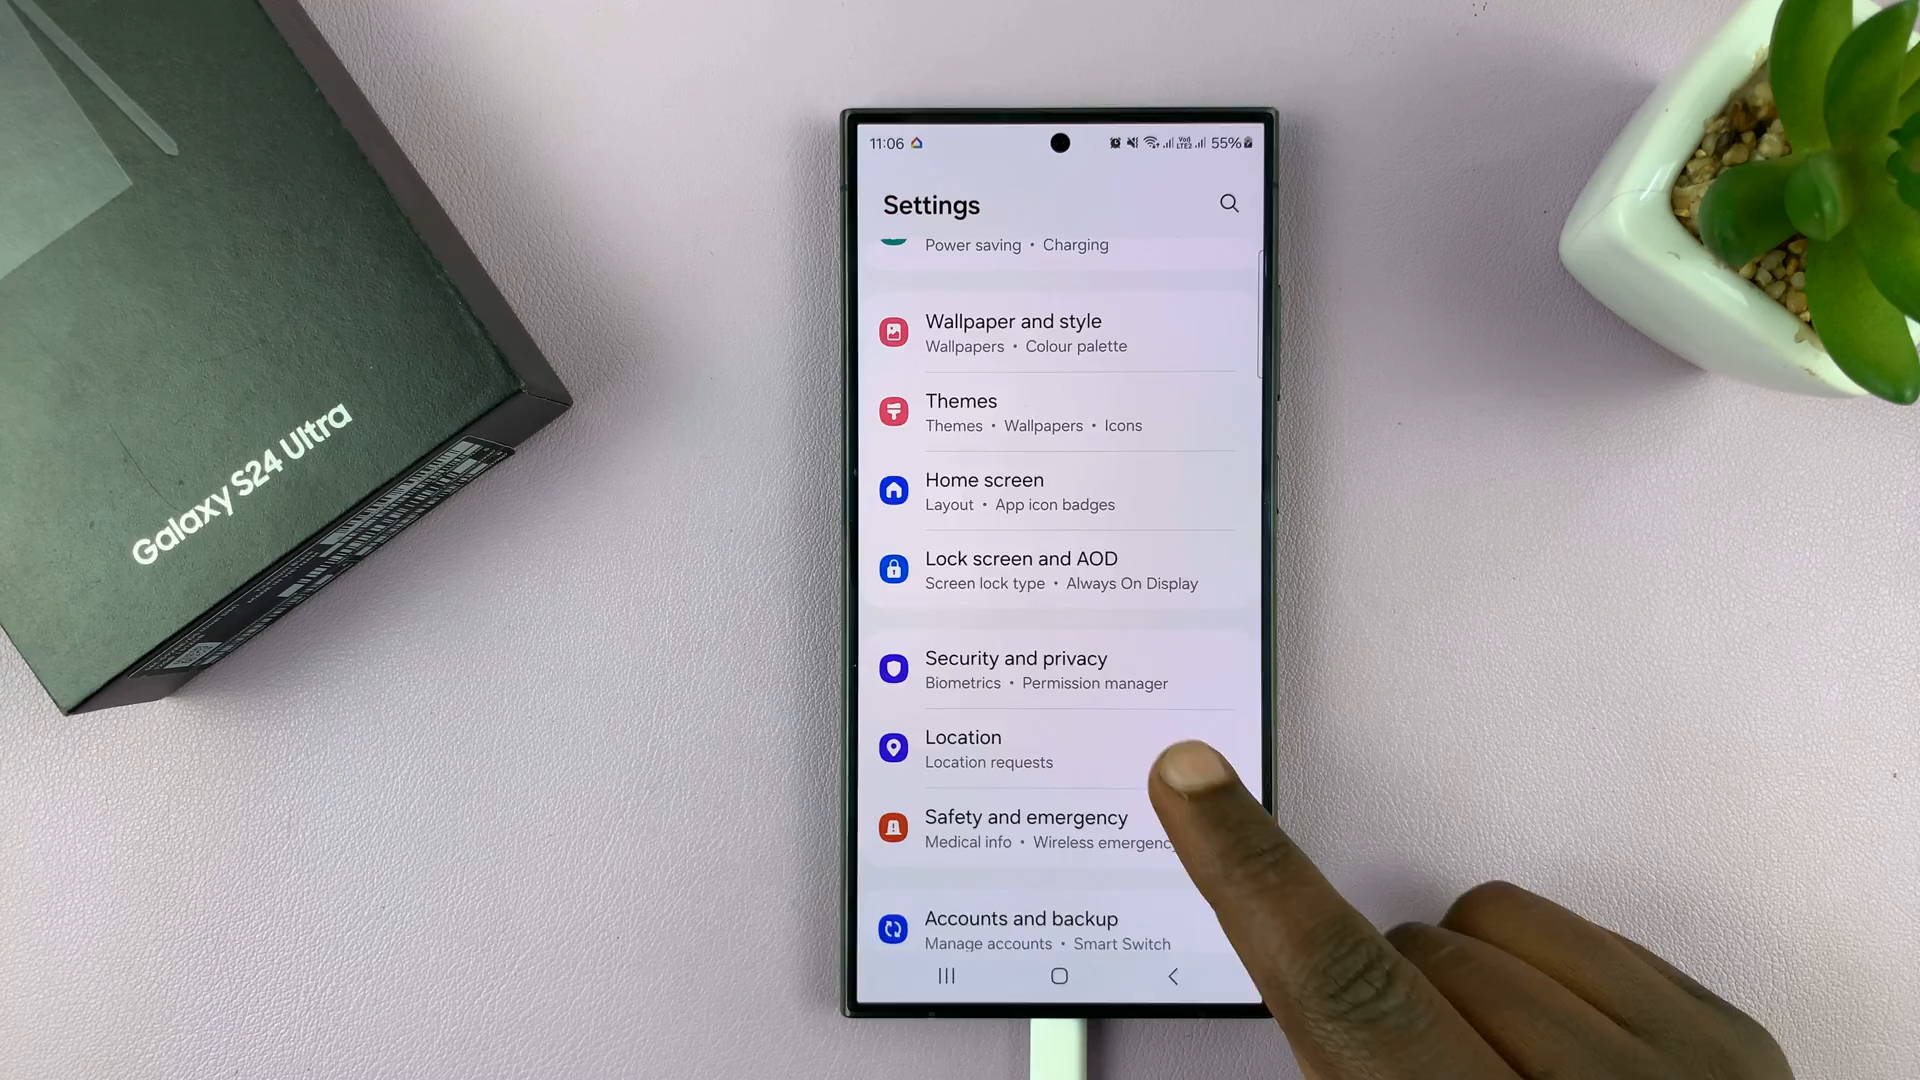 Galaxy S24 Ultra
11:06
55%
Settings
Power saving • Charging
Wallpaper and style
Wallpapers • Colour palette
Themes
Themes • Wallpapers • Icons
Home screen
Layout • App icon badges
Lock screen and AOD
Screen lock type • Always On Display
Security and privacy
Biometrics • Permission manager
Location
Location requests
Safety and emergency
Medical info • Wireless emergency
Accounts and backup
Manage accounts • Smart Switch